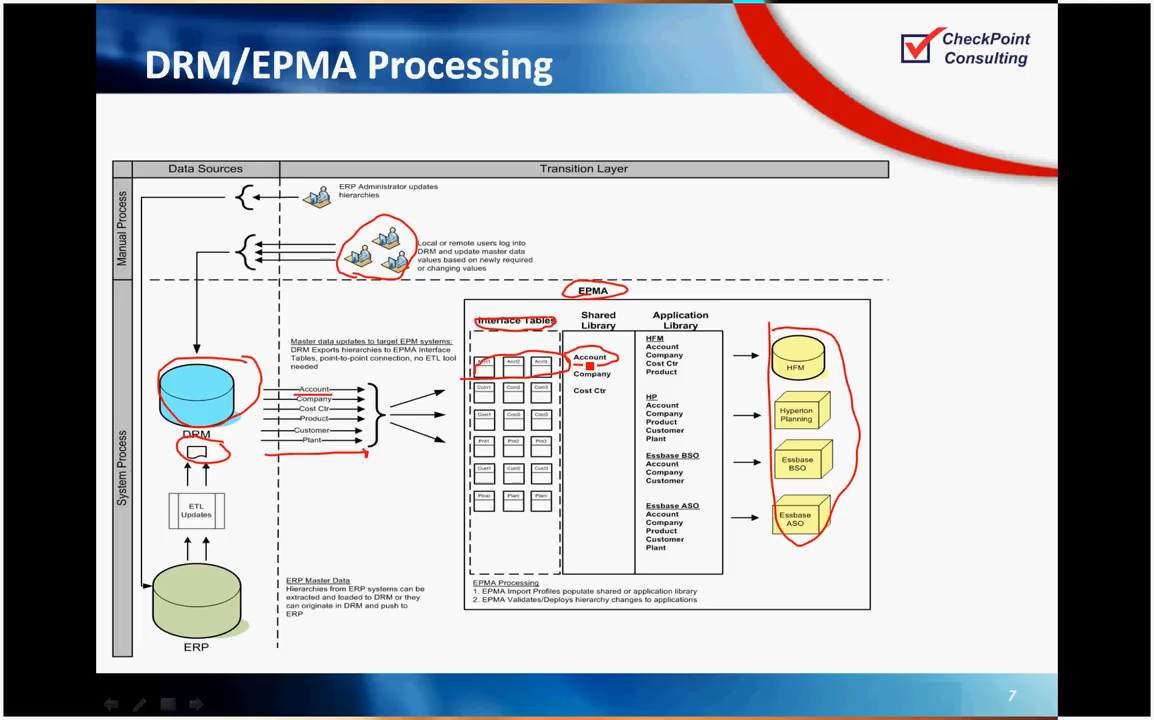 DRM/EPMA Processing
CheckPoint
Consulting
Data Sources
Transition Layer
Manual Process
ERP Administrator updates
hierarchies
Local or remote users log into
DRM and update master data
values based on newly required
or changing values
System Process
EPMA
Interface Tables
Shared
Library
Application
Library
Master data updates to target EPM systems:
DRM Exports hierarchies to EPMA Interface
Tables, point-to-point connection, no ETL tool
needed
Account
Company
Cost Ctr
Product
Customer
Plant
DRM
ETL
Updates
ERP
ERP Master Data
Hierarchies from ERP systems can be
extracted and loaded to DRM or they
can originate in DRM and push to
ERP
Account
Company
Cost Ctr
HFM
Account
Company
Cost Ctr
Product
HP
Account
Company
Product
Customer
Plant
Essbase BSO
Account
Company
Customer
Essbase ASO
Account
Company
Product
Customer
Plant
HFM
Hyperion
Planning
Essbase
BSO
Essbase
ASO
EPMA Processing
1. EPMA Import Profiles populate shared or application library
2. EPMA Validates/Deploys hierarchy changes to applications
7